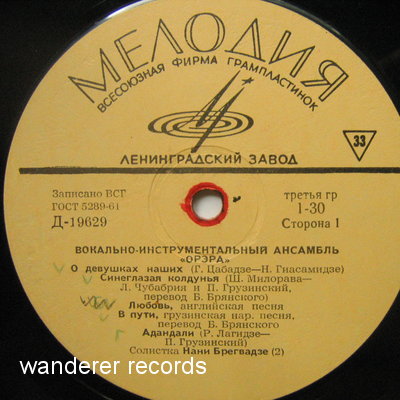 МЕЛОДИЯ
ВСЕСОЮЗНАЯ ФИРМА ГРАМПЛАСТИНОК
ЛЕНИНГРАДСКИЙ ЗАВОД
33
Записано ВСГ
ГОСТ 5289-61
Д-19629
третья гр
1-30
Сторона 1
ВОКАЛЬНО-ИНСТРУМЕНТАЛЬНЫЙ АНСАМБЛЬ
«ОРЭРА»
О девушках наших (Г. Цабадзе—Н. Гиасамидзе)
Синеглазая колдунья (Ш. Милорава—
Л. Чубабрия и П. Грузинский,
перевод Б. Брянского)
Любовь, английская песня
В пути, грузинская нар. песня,
перевод Б. Брянского
Адандали (Р. Лагидзе—
П. Грузинский)
Солистка Нани Брегвадзе (2)
wanderer records